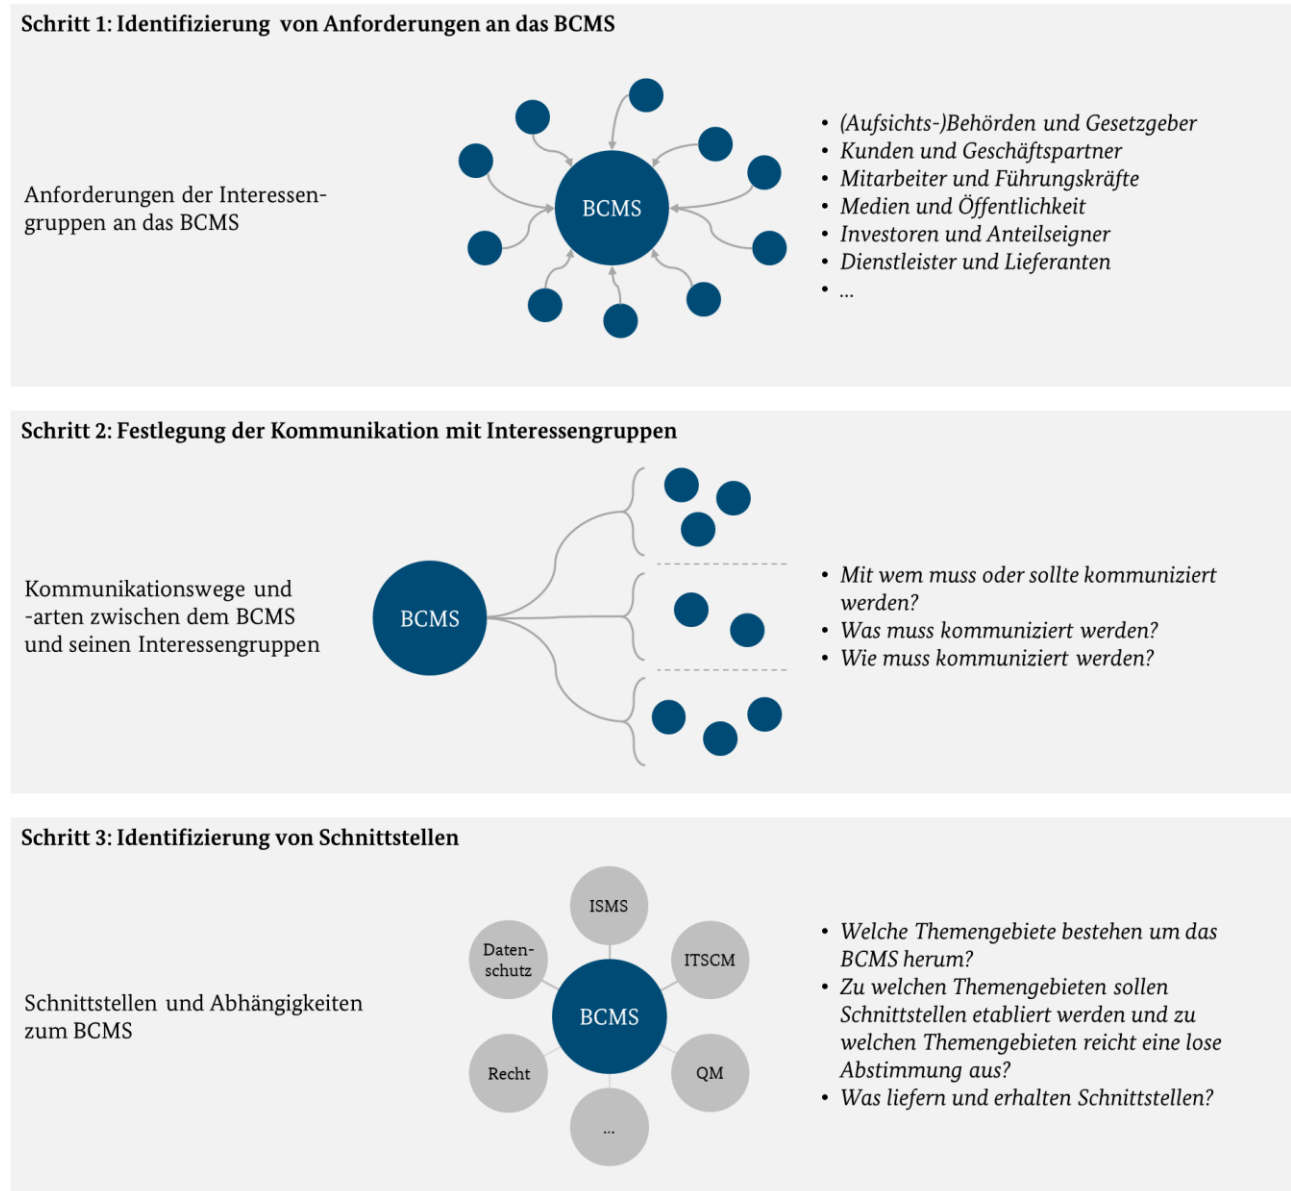 Schritt 1: Identifizierung von Anforderungen an das BCMS
Anforderungen der Interessen-
gruppen an das BCMS
BCMS
• (Aufsichts-)Behörden und Gesetzgeber
• Kunden und Geschäftspartner
• Mitarbeiter und Führungskräfte
• Medien und Öffentlichkeit
• Investoren und Anteilseigner
• Dienstleister und Lieferanten
• ...
Schritt 2: Festlegung der Kommunikation mit Interessengruppen
Kommunikationswege und
-arten zwischen dem BCMS
und seinen Interessengruppen
BCMS
• Mit wem muss oder sollte kommuniziert
werden?
• Was muss kommuniziert werden?
• Wie muss kommuniziert werden?
Schritt 3: Identifizierung von Schnittstellen
Schnittstellen und Abhängigkeiten
zum BCMS
ISMS
Daten-
schutz
ITSCM
BCMS
Recht
QM
...
• Welche Themengebiete bestehen um das
BCMS herum?
• Zu welchen Themengebieten sollen
Schnittstellen etabliert werden und zu
welchen Themengebieten reicht eine lose
Abstimmung aus?
• Was liefern und erhalten Schnittstellen?